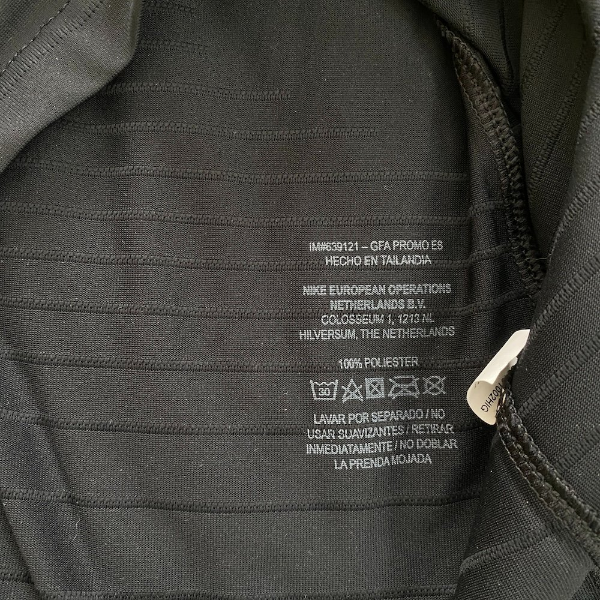 IM#639121 – GFA PROMO ES
HECHO EN TAILANDIA
NIKE EUROPEAN OPERATIONS
NETHERLANDS B.V.
COLOSSEUM 1, 1213 NL
HILVERSUM, THE NETHERLANDS
100% POLIESTER
30
LAVAR POR SEPARADO / NO
USAR SUAVIZANTES / RETIRAR
INMEDIATAMENTE / NO DOBLAR
LA PRENDA MOJADA